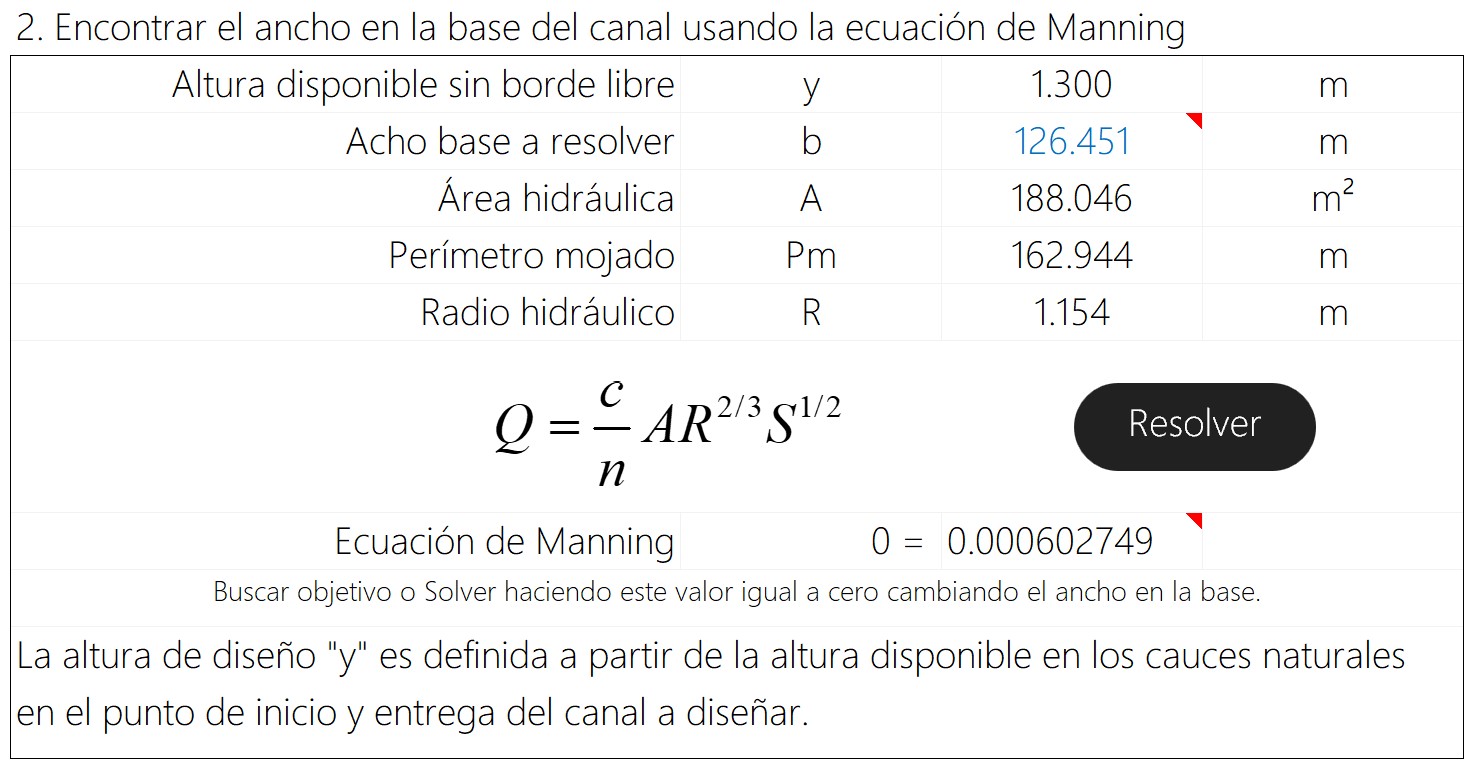 2. Encontrar el ancho en la base del canal usando la ecuación de Manning
Altura disponible sin borde libre y 1.300 m
Acho base a resolver b 126.451 m
Área hidráulica A 188.046 m²
Perímetro mojado Pm 162.944 m
Radio hidráulico R 1.154 m
Q = c/n AR^2/3 S^1/2
Resolver
Ecuación de Manning 0 = 0.000602749
Buscar objetivo o Solver haciendo este valor igual a cero cambiando el ancho en la base.
La altura de diseño "y" es definida a partir de la altura disponible en los cauces naturales
en el punto de inicio y entrega del canal a diseñar.